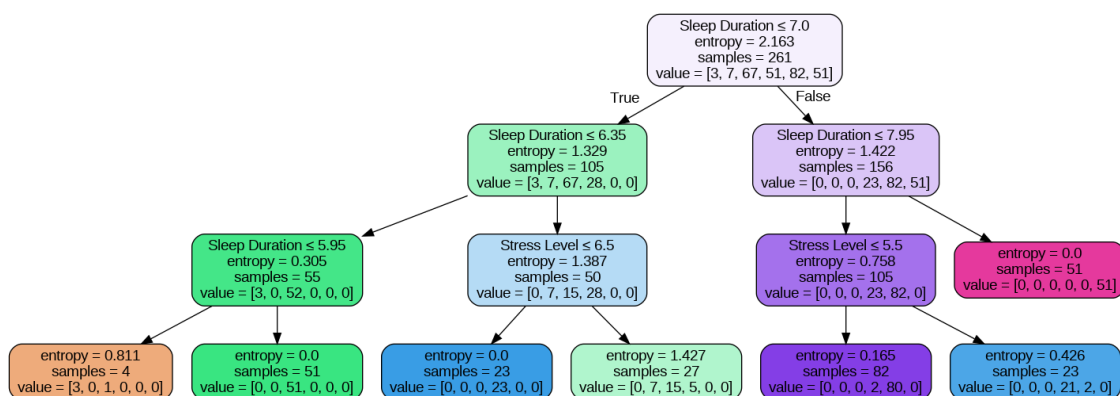 Sleep Duration ≤ 7.0
entropy = 2.163
samples = 261
value = [3, 7, 67, 51, 82, 51]
True
False
Sleep Duration ≤ 6.35
entropy = 1.329
samples = 105
value = [3, 7, 67, 28, 0, 0]
Sleep Duration ≤ 7.95
entropy = 1.422
samples = 156
value = [0, 0, 0, 23, 82, 51]
Sleep Duration ≤ 5.95
entropy = 0.305
samples = 55
value = [3, 0, 52, 0, 0, 0]
Stress Level ≤ 6.5
entropy = 1.387
samples = 50
value = [0, 7, 15, 28, 0, 0]
Stress Level ≤ 5.5
entropy = 0.758
samples = 105
value = [0, 0, 0, 23, 82, 0]
entropy = 0.0
samples = 51
value = [0, 0, 0, 0, 0, 51]
entropy = 0.811
samples = 4
value = [3, 0, 1, 0, 0, 0]
entropy = 0.0
samples = 51
value = [0, 0, 51, 0, 0, 0]
entropy = 0.0
samples = 23
value = [0, 0, 0, 23, 0, 0]
entropy = 1.427
samples = 27
value = [0, 7, 15, 5, 0, 0]
entropy = 0.165
samples = 82
value = [0, 0, 0, 2, 80, 0]
entropy = 0.426
samples = 23
value = [0, 0, 0, 21, 2, 0]